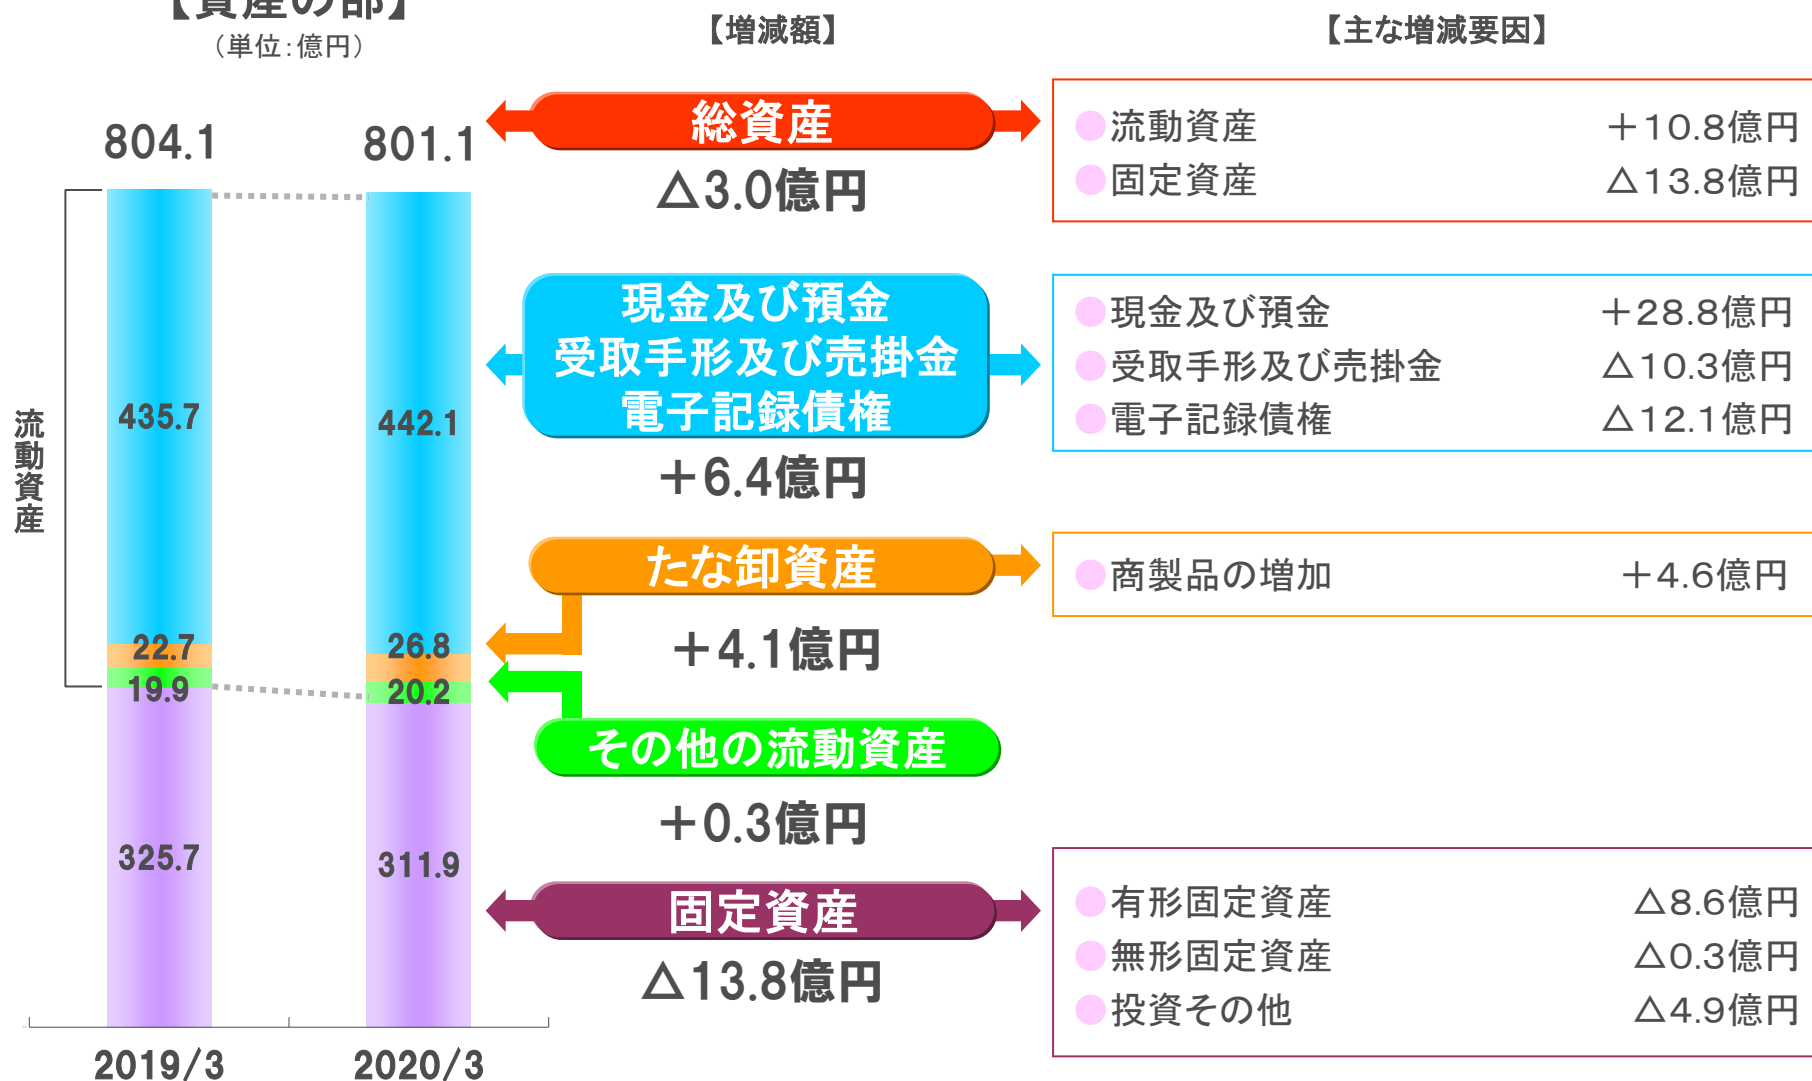 【資産の部】
（単位：億円）
【増減額】
【主な増減要因】
804.1
801.1
流動資産
435.7
442.1
22.7
26.8
19.9
20.2
325.7
311.9
2019/3
2020/3
総資産
△3.0億円
流動資産 ＋10.8億円
固定資産 △13.8億円
現金及び預金
受取手形及び売掛金
電子記録債権
＋6.4億円
現金及び預金 ＋28.8億円
受取手形及び売掛金 △10.3億円
電子記録債権 △12.1億円
たな卸資産
＋4.1億円
商製品の増加 ＋4.6億円
その他の流動資産
＋0.3億円
固定資産
△13.8億円
有形固定資産 △8.6億円
無形固定資産 △0.3億円
投資その他 △4.9億円